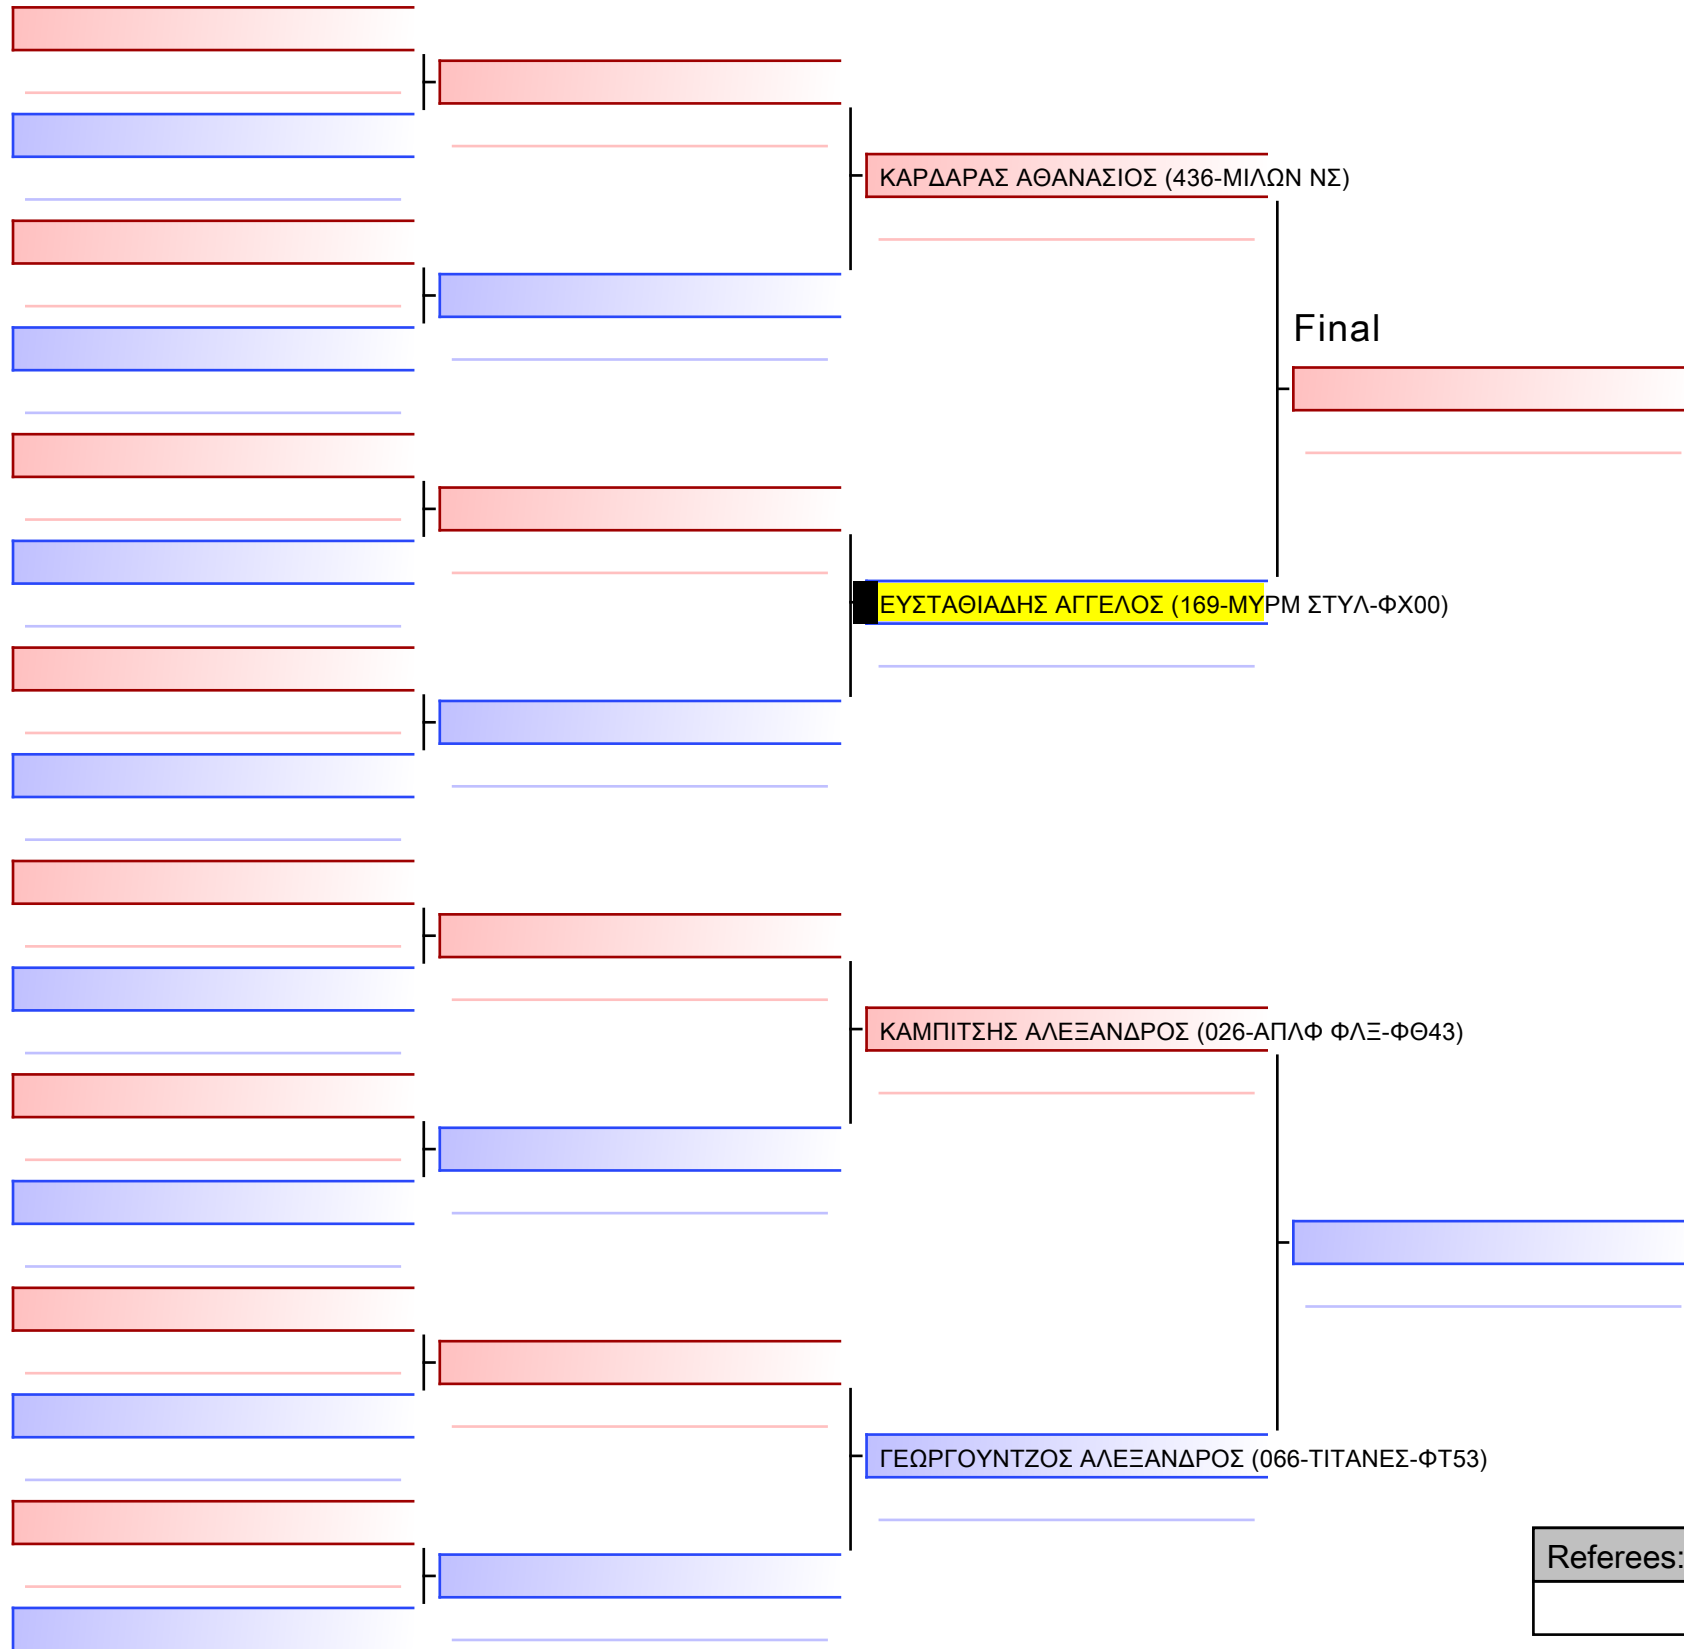 ΚΑΡΔΑΡΑΣ ΑΘΑΝΑΣΙΟΣ (436-ΜΙΛΩΝ ΝΣ)
Final
ΕΥΣΤΑΘΙΑΔΗΣ ΑΓΓΕΛΟΣ (169-ΜΥΡΜ ΣΤΥΛ-ΦΧ00)
ΚΑΜΠΙΤΣΗΣ ΑΛΕΞΑΝΔΡΟΣ (026-ΑΠΛΦ ΦΛΞ-ΦΘ43)
ΓΕΩΡΓΟΥΝΤΖΟΣ ΑΛΕΞΑΝΔΡΟΣ (066-ΤΙΤΑΝΕΣ-ΦΤ53)
Referees: